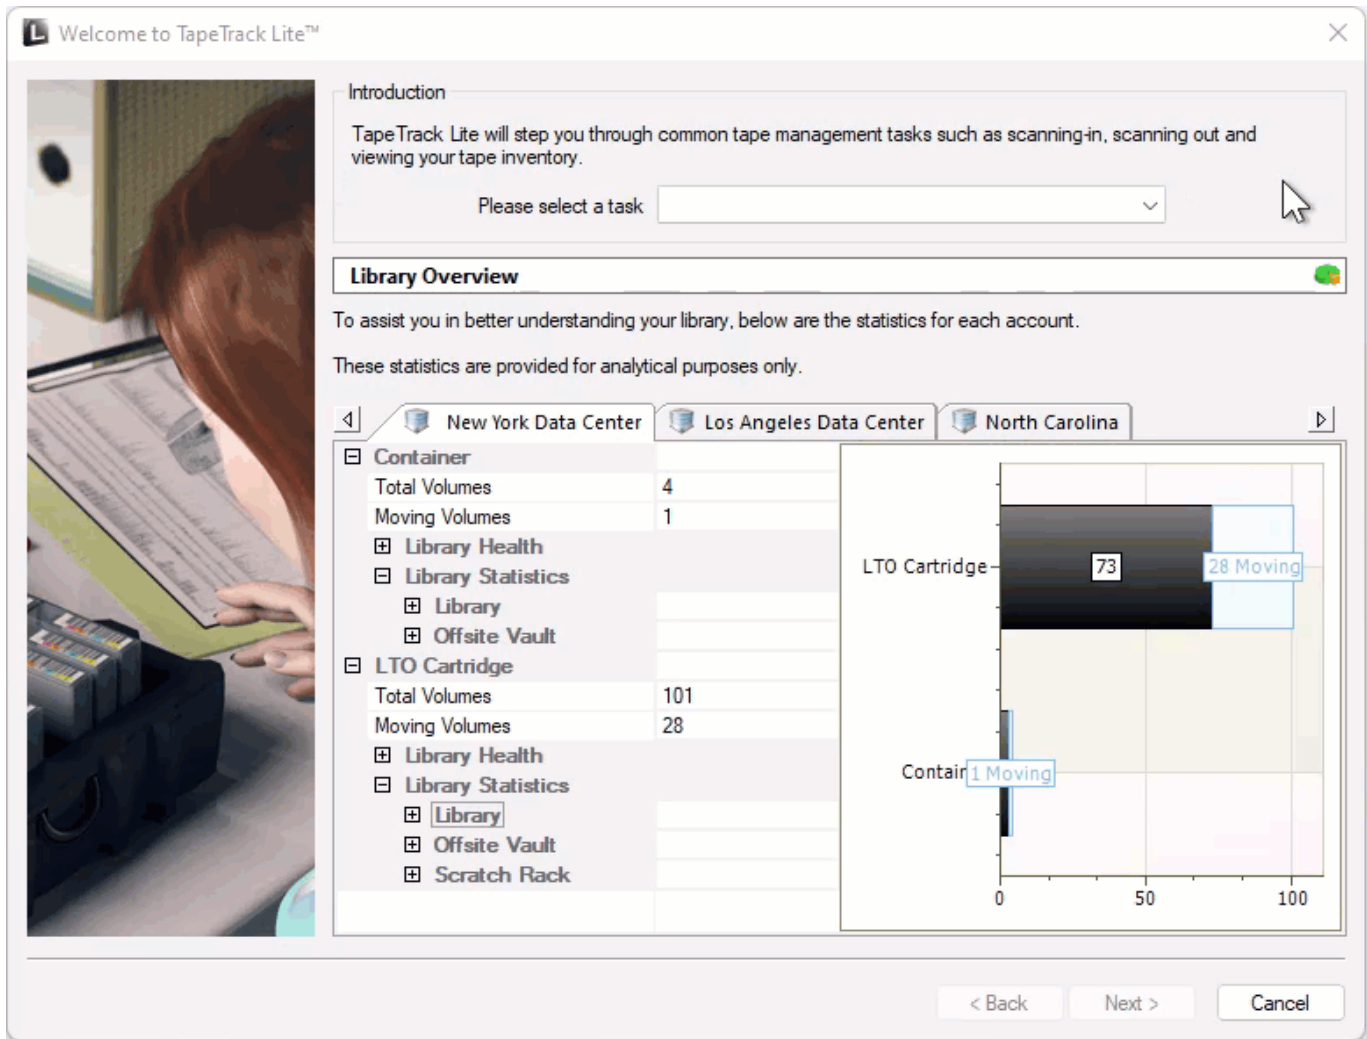 Welcome to TapeTrack Lite™
Introduction
TapeTrack Lite will step you through common tape management tasks such as scanning-in, scanning out and
viewing your tape inventory.
Please select a task
Library Overview
To assist you in better understanding your library, below are the statistics for each account.
These statistics are provided for analytical purposes only.
New York Data Center
Los Angeles Data Center
North Carolina
Container
Total Volumes 4
Moving Volumes 1
Library Health
Library Statistics
Library
Offsite Vault
LTO Cartridge
Total Volumes 101
Moving Volumes 28
Library Health
Library Statistics
Library
Offsite Vault
Scratch Rack
LTO Cartridge
73
28 Moving
Contain
1 Moving
0 50 100
< Back
Next >
Cancel